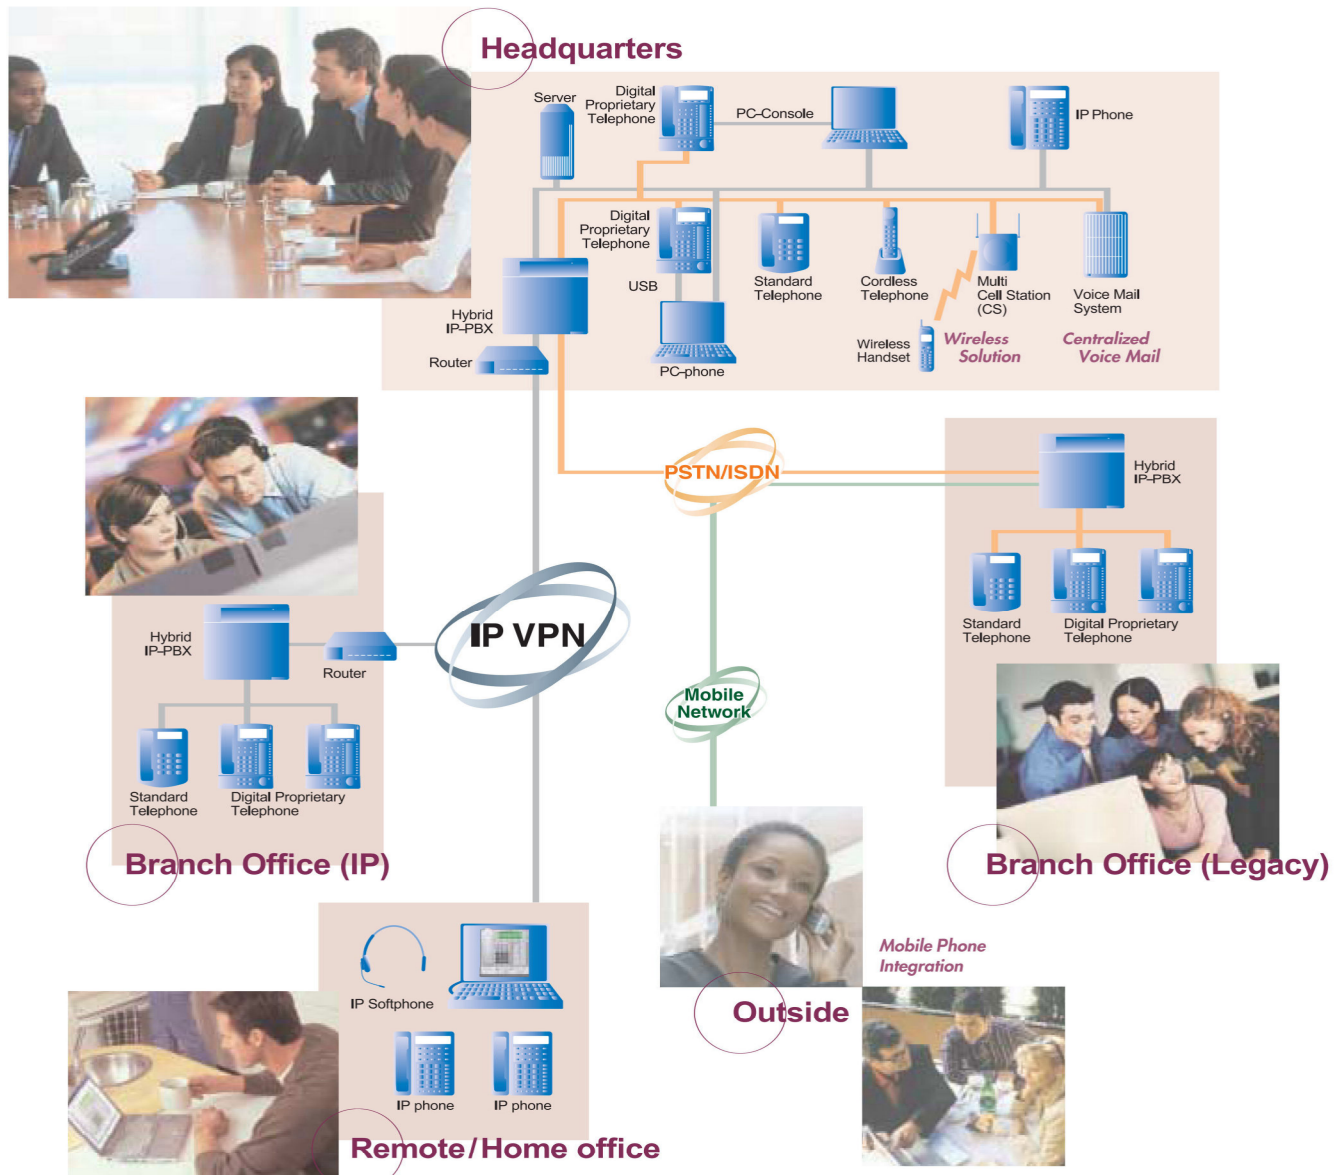 Headquarters
Server
Digital
Proprietary
Telephone
PC–Console
IP Phone
Digital
Proprietary
Telephone
USB
Standard
Telephone
Cordless
Telephone
Multi
Cell Station
(CS)
Voice Mail
System
Hybrid
IP–PBX
Router
PC–phone
Wireless
Handset
Wireless
Solution
Centralized
Voice Mail
PSTN/ISDN
Hybrid
IP–PBX
Standard
Telephone
Digital Proprietary
Telephone
Branch Office (Legacy)
IP VPN
Hybrid
IP–PBX
Router
Standard
Telephone
Digital Proprietary
Telephone
Branch Office (IP)
Mobile
Network
Mobile Phone
Integration
Outside
IP Softphone
IP phone
IP phone
Remote/Home office